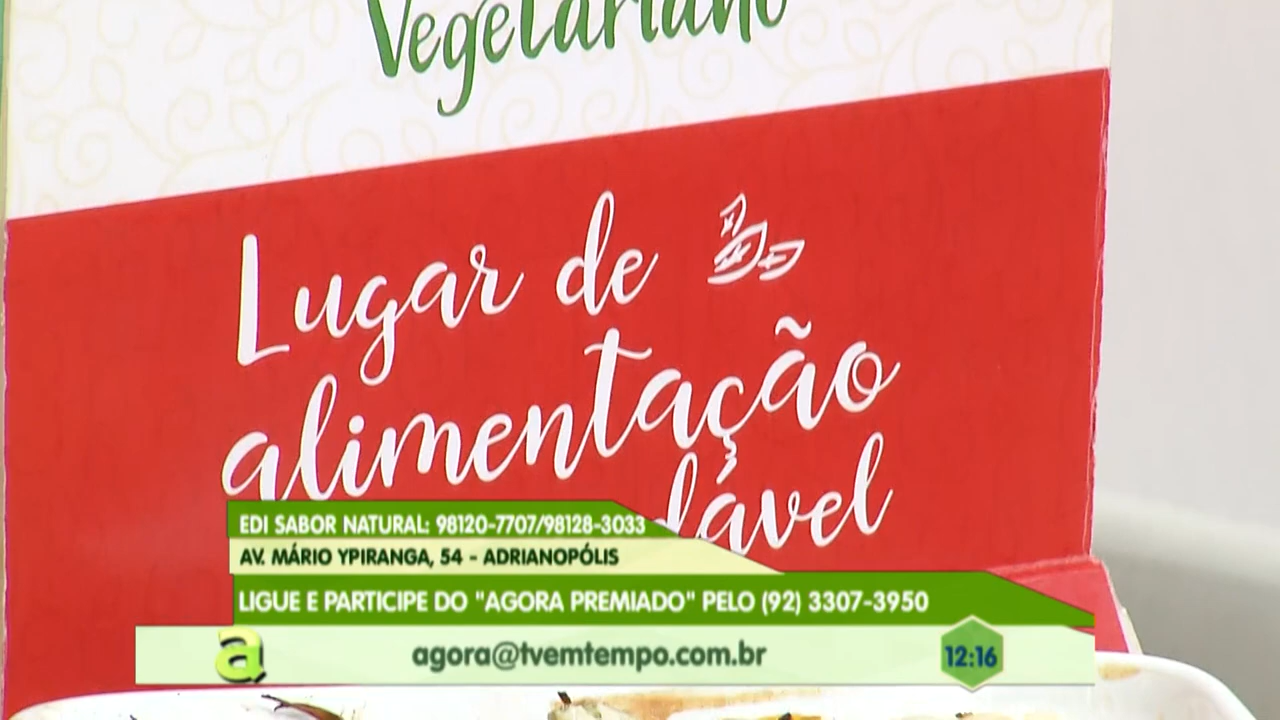 Vegetariano
Lugar de
alimentação
dável
EDI SABOR NATURAL: 98120-7707/98128-3033
AV. MÁRIO YPIRANGA, 54 - ADRIANOPÓLIS
LIGUE E PARTICIPE DO "AGORA PREMIADO" PELO (92) 3307-3950
a agora@tvemtempo.com.br 12:16